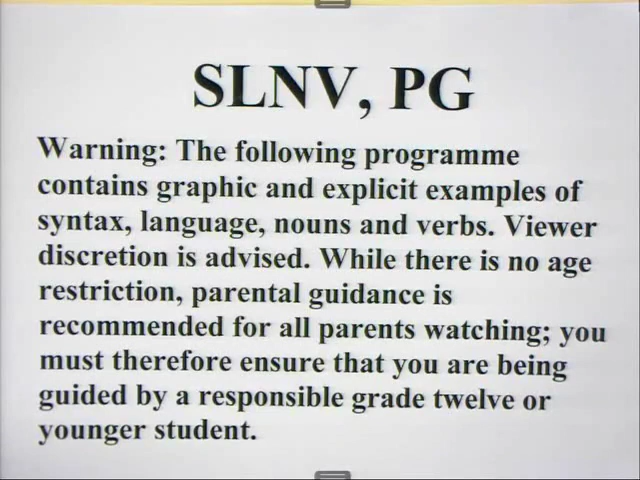 SLNV, PG
Warning: The following programme
contains graphic and explicit examples of
syntax, language, nouns and verbs. Viewer
discretion is advised. While there is no age
restriction, parental guidance is
recommended for all parents watching; you
must therefore ensure that you are being
guided by a responsible grade twelve or
younger student.